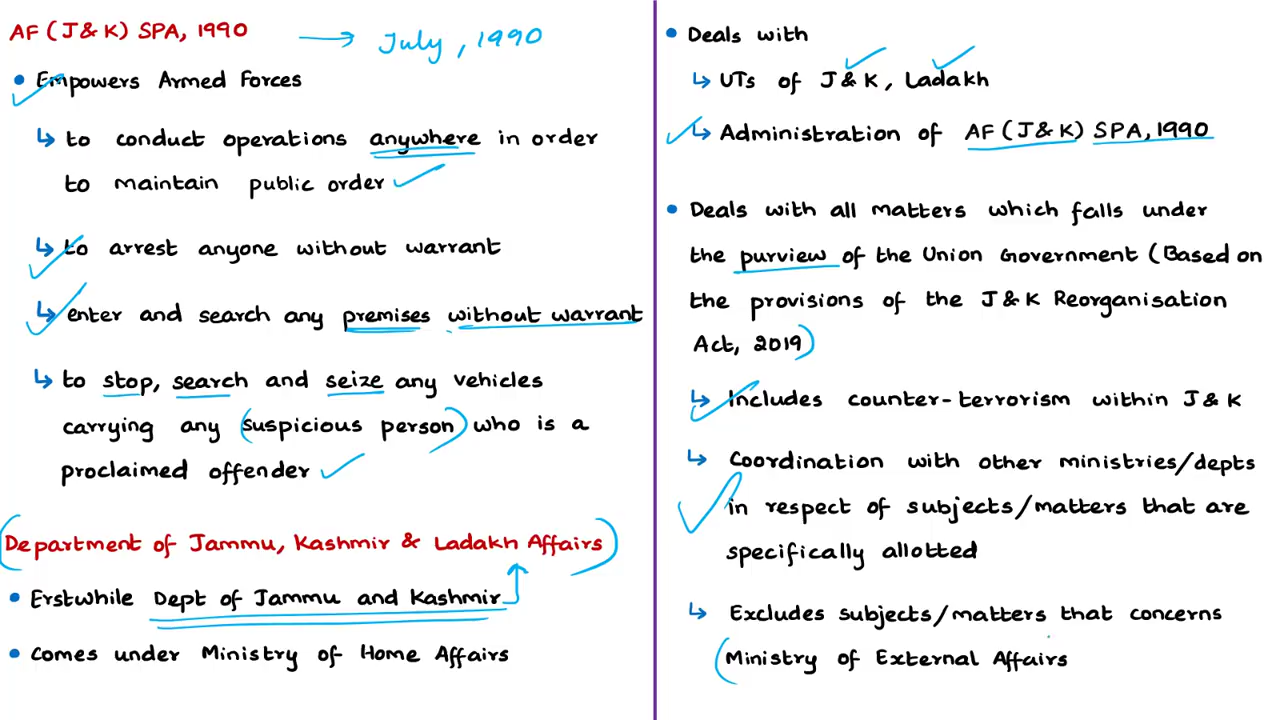 AF (J & K) SPA, 1990
July, 1990
• Empowers Armed Forces
↳ to conduct operations anywhere in order
to maintain public order
↳ to arrest anyone without warrant
↳ enter and search any premises without warrant
↳ to stop, search and seize any vehicles
carrying any suspicious person who is a
proclaimed offender
Department of Jammu, Kashmir & Ladakh Affairs
• Erstwhile Dept of Jammu and Kashmir
• Comes under Ministry of Home Affairs
• Deals with
↳ UTs of J & K, Ladakh
↳ Administration of AF (J & K) SPA, 1990
• Deals with all matters which falls under
the purview of the Union Government (Based on
the provisions of the J & K Reorganisation
Act, 2019)
↳ Includes counter-terrorism within J & K
↳ Coordination with other ministries/depts
in respect of subjects/matters that are
specifically allotted
↳ Excludes subjects/matters that concerns
Ministry of External Affairs